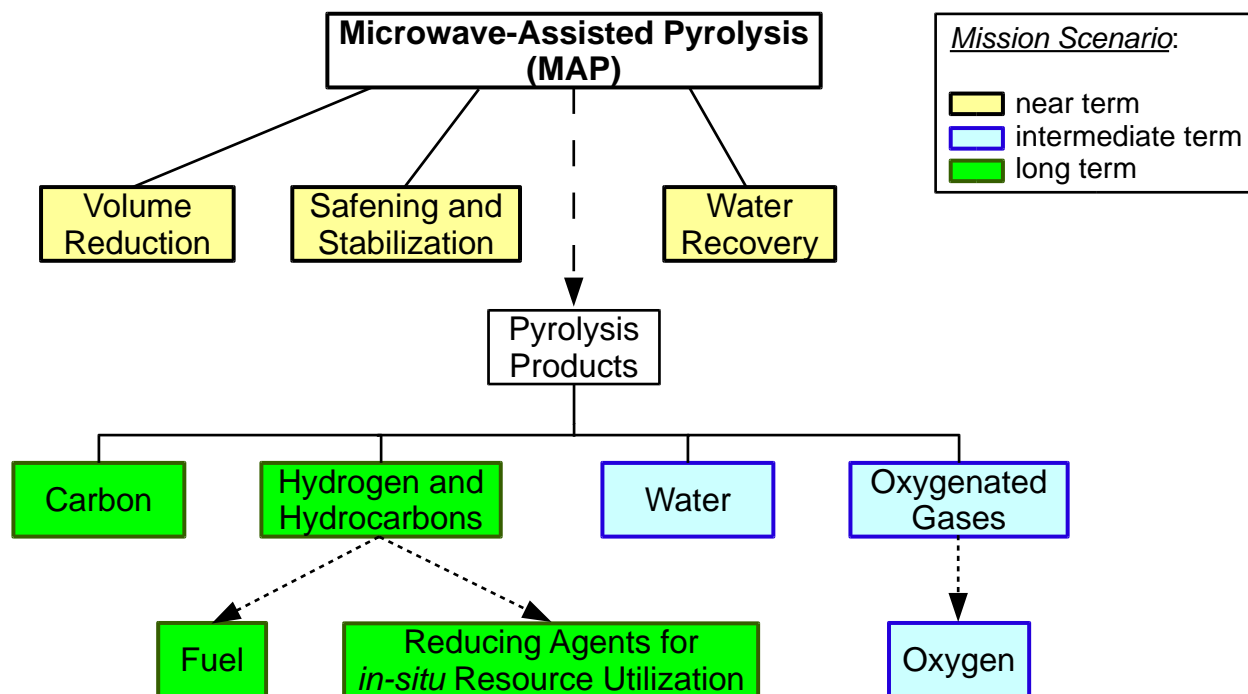 Microwave-Assisted Pyrolysis
(MAP)
Mission Scenario:
near term
intermediate term
long term
Volume
Reduction
Safening and
Stabilization
Water
Recovery
Pyrolysis
Products
Carbon
Hydrogen and
Hydrocarbons
Water
Oxygenated
Gases
Fuel
Reducing Agents for
in-situ Resource Utilization
Oxygen